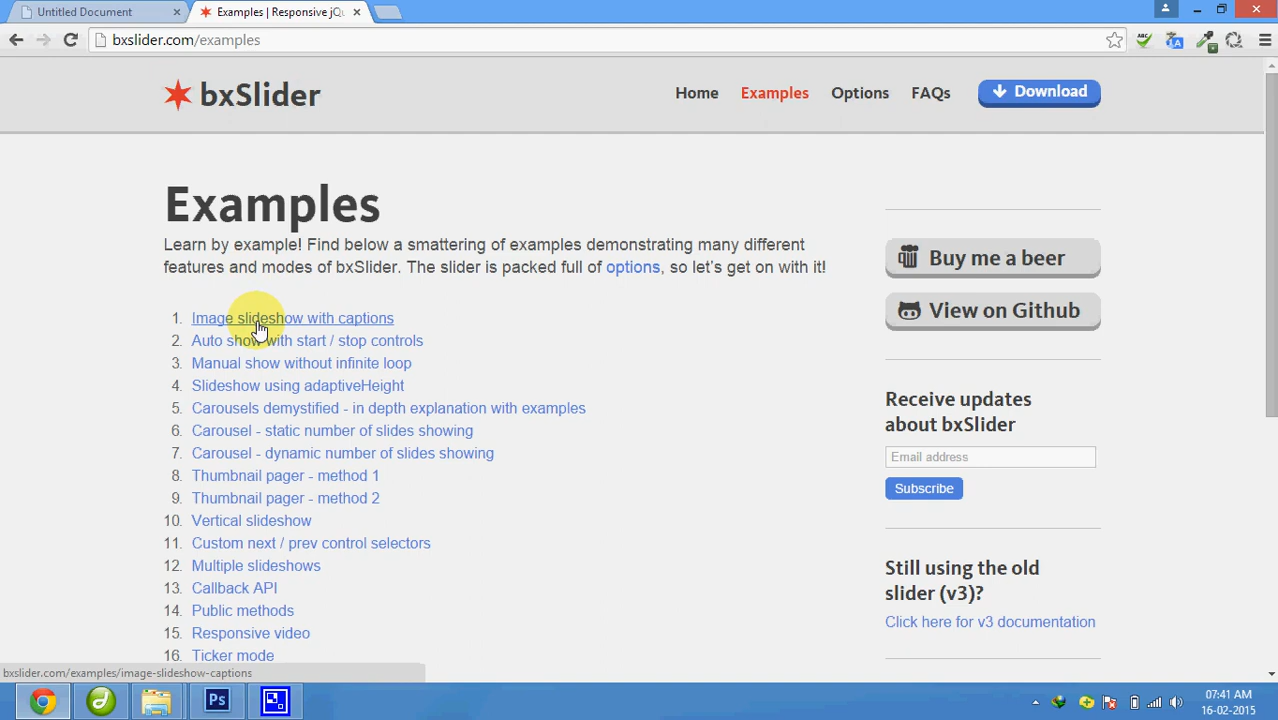 Untitled Document
Examples | Responsive jQu
bxslider.com/examples
bxSlider
Home
Examples
Options
FAQs
Download
Examples
Learn by example! Find below a smattering of examples demonstrating many different
features and modes of bxSlider. The slider is packed full of options, so let's get on with it!
1. Image slideshow with captions
2. Auto show with start / stop controls
3. Manual show without infinite loop
4. Slideshow using adaptiveHeight
5. Carousels demystified - in depth explanation with examples
6. Carousel - static number of slides showing
7. Carousel - dynamic number of slides showing
8. Thumbnail pager - method 1
9. Thumbnail pager - method 2
10. Vertical slideshow
11. Custom next / prev control selectors
12. Multiple slideshows
13. Callback API
14. Public methods
15. Responsive video
16. Ticker mode
Buy me a beer
View on Github
Receive updates
about bxSlider
Email address
Subscribe
Still using the old
slider (v3)?
Click here for v3 documentation
bxslider.com/examples/image-slideshow-captions
Ps
07:41 AM
16-02-2015